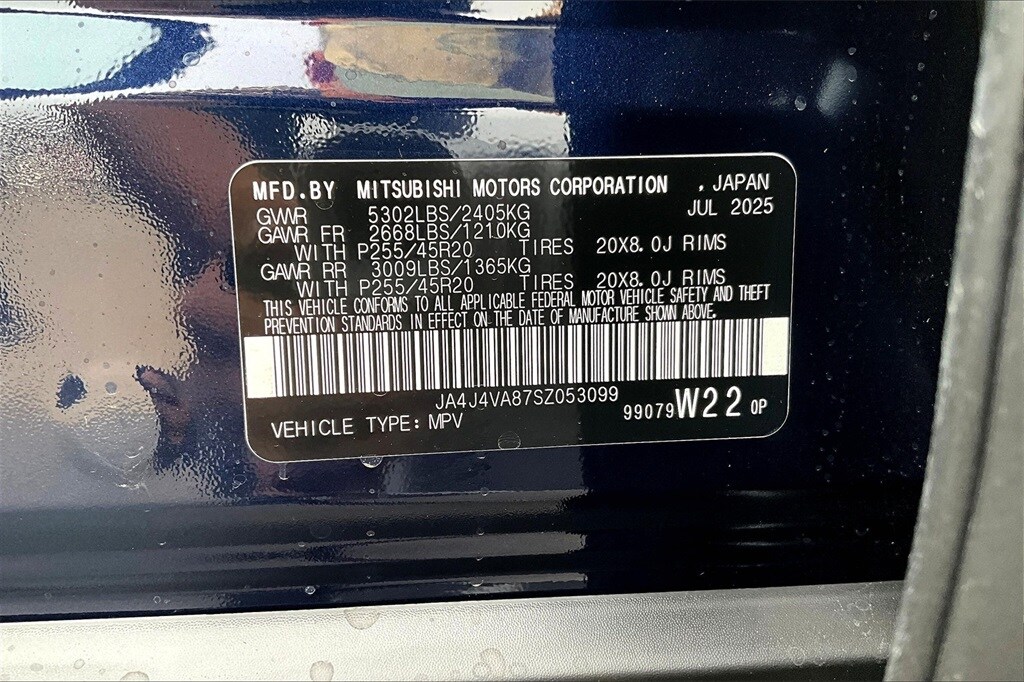 MFD.BY MITSUBISHI MOTORS CORPORATION , JAPAN
JUL 2025
GVWR 5302LBS/2405KG
GAWR FR 2668LBS/1210KG
WITH P255/45R20 TIRES 20X8.0J RIMS
GAWR RR 3009LBS/1365KG
WITH P255/45R20 TIRES 20X8.0J RIMS
THIS VEHICLE CONFORMS TO ALL APPLICABLE FEDERAL MOTOR VEHICLE SAFETY AND THEFT
PREVENTION STANDARDS IN EFFECT ON THE DATE OF MANUFACTURE SHOWN ABOVE.
JA4J4VA87SZ053099
VEHICLE TYPE: MPV 99079W220P